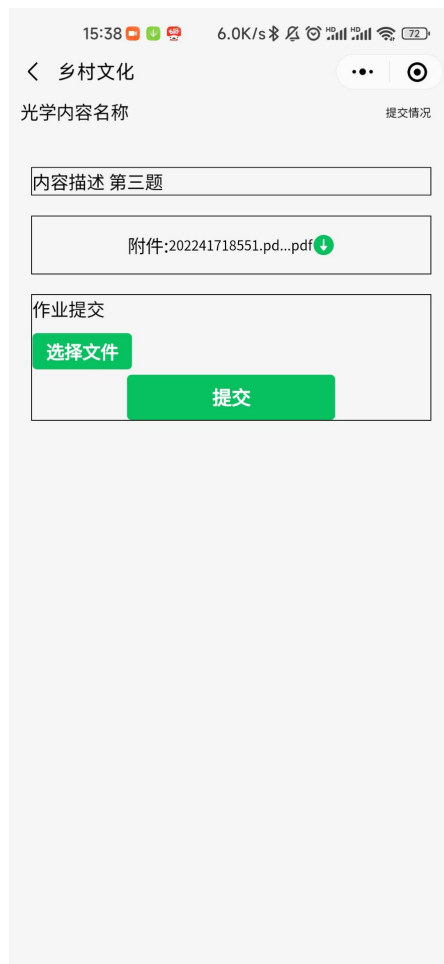 15:38 6.0K/s HD HD 72
乡村文化
光学内容名称 提交情况
内容描述 第三题
附件:202241718551.pd...pdf
作业提交
选择文件
提交